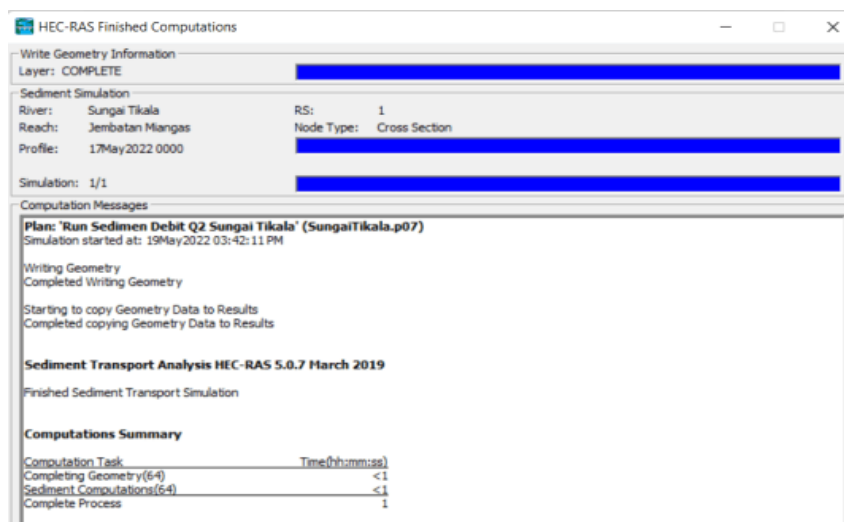 HEC-RAS Finished Computations
Write Geometry Information
Layer: COMPLETE
Sediment Simulation
River: Sungai Tikala RS: 1
Reach: Jembatan Miangas Node Type: Cross Section
Profile: 17May2022 0000
Simulation: 1/1
Computation Messages
Plan: 'Run Sedimen Debit Q2 Sungai Tikala' (SungaiTikala.p07)
Simulation started at: 19May2022 03:42:11 PM
Writing Geometry
Completed Writing Geometry
Starting to copy Geometry Data to Results
Completed copying Geometry Data to Results
Sediment Transport Analysis HEC-RAS 5.0.7 March 2019
Finished Sediment Transport Simulation
Computations Summary
Computation Task Time(hh:mm:ss)
Completing Geometry(64) <1
Sediment Computations(64) <1
Complete Process 1